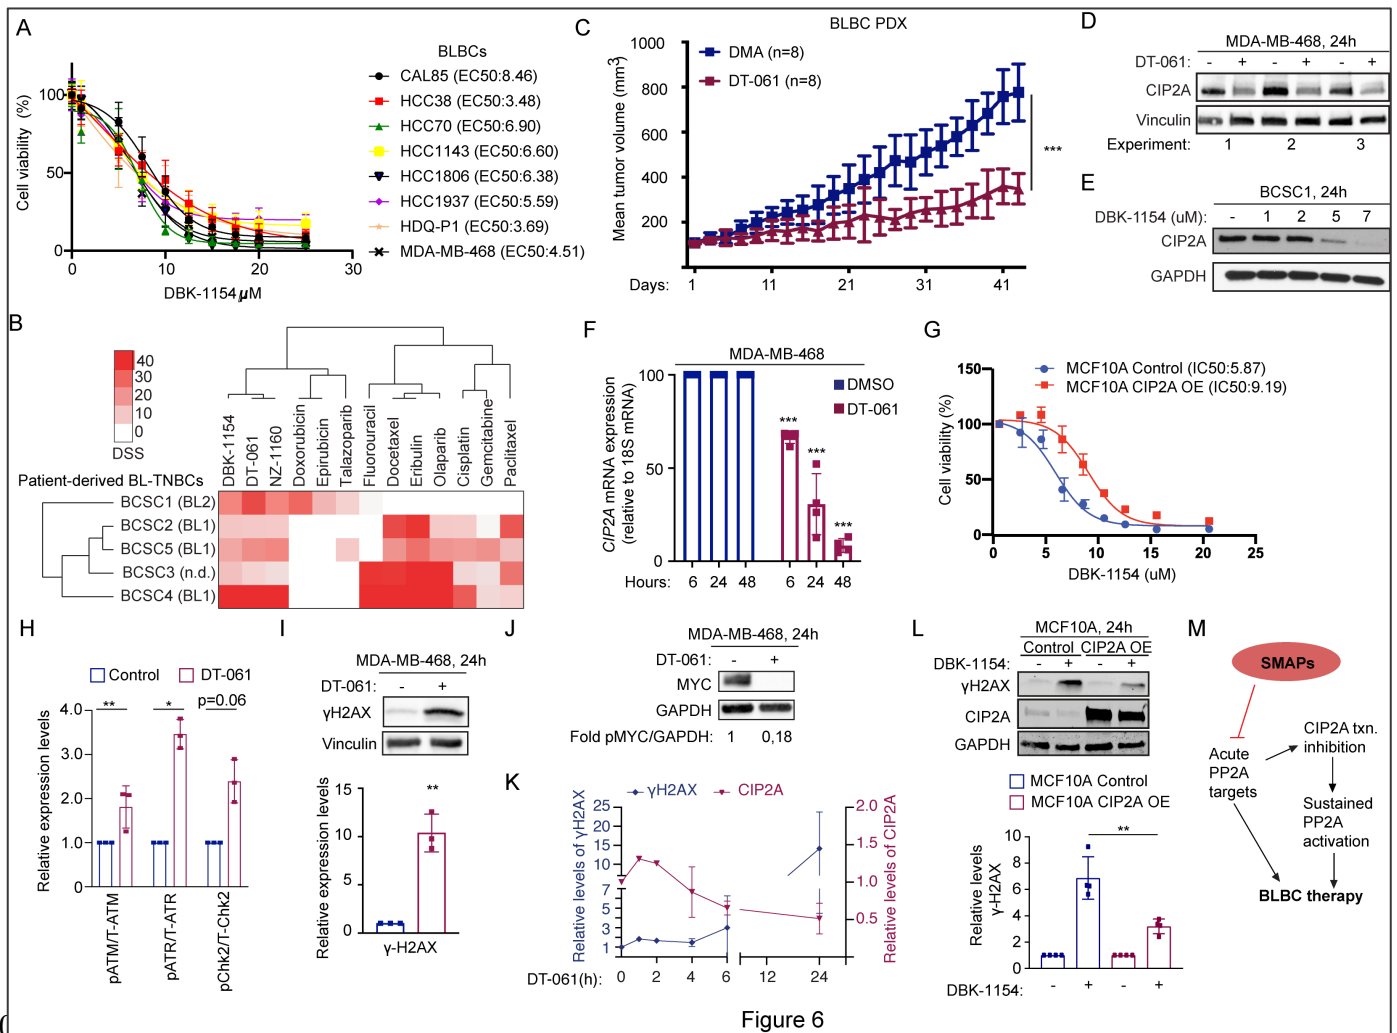 A
BLBCs
CAL85 (EC50:8.46)
HCC38 (EC50:3.48)
HCC70 (EC50:6.90)
HCC1143 (EC50:6.60)
HCC1806 (EC50:6.38)
HCC1937 (EC50:5.59)
HDQ-P1 (EC50:3.69)
MDA-MB-468 (EC50:4.51)
Cell viability (%)
100
50
0
0 10 20 30
DBK-1154 μM
B
40
30
20
10
0
DSS
Patient-derived BL-TNBCs
DBK-1154
DT-061
NZ-1160
Doxorubicin
Epirubicin
Talazoparib
Fluorouracil
Docetaxel
Eribulin
Olaparib
Cisplatin
Gemcitabine
Paclitaxel
BCSC1 (BL2)
BCSC2 (BL1)
BCSC5 (BL1)
BCSC3 (n.d.)
BCSC4 (BL1)
C
BLBC PDX
DMA (n=8)
DT-061 (n=8)
Mean tumor volume (mm³)
1000
800
600
400
200
***
Days: 1 11 21 31 41
D
MDA-MB-468, 24h
DT-061: - + - + - +
CIP2A
Vinculin
Experiment: 1 2 3
E
BCSC1, 24h
DBK-1154 (uM): - 1 2 5 7
CIP2A
GAPDH
F
MDA-MB-468
DMSO
DT-061
CIP2A mRNA expression
(relative to 18S mRNA)
100
50
0
***
***
***
Hours: 6 24 48 6 24 48
G
MCF10A Control (IC50:5.87)
MCF10A CIP2A OE (IC50:9.19)
Cell viability (%)
150
100
50
0
0 5 10 15 20 25
DBK-1154 (uM)
H
Control DT-061
** * p=0.06
Relative expression levels
4.0
3.0
2.0
1.0
0
pATM/T-ATM
pATR/T-ATR
pChk2/T-Chk2
I
MDA-MB-468, 24h
DT-061: - +
γH2AX
Vinculin
Relative expression levels
15
10
5
0
**
γ-H2AX
J
MDA-MB-468, 24h
DT-061: - +
MYC
GAPDH
Fold pMYC/GAPDH: 1 0,18
K
γH2AX CIP2A
Relative levels of γH2AX
25
20
15
10
7
5
3
1
Relative levels of CIP2A
2.0
1.5
1.0
0.5
DT-061(h): 0 2 4 6 12 24
L
MCF10A, 24h
Control CIP2A OE
DBK-1154: - + - +
γH2AX
CIP2A
GAPDH
MCF10A Control
MCF10A CIP2A OE
Relative levels
γ-H2AX
10
8
6
4
2
0
**
DBK-1154: - + - +
M
SMAPs
Acute
PP2A
targets
CIP2A txn.
inhibition
Sustained
PP2A
activation
BLBC therapy
Figure 6